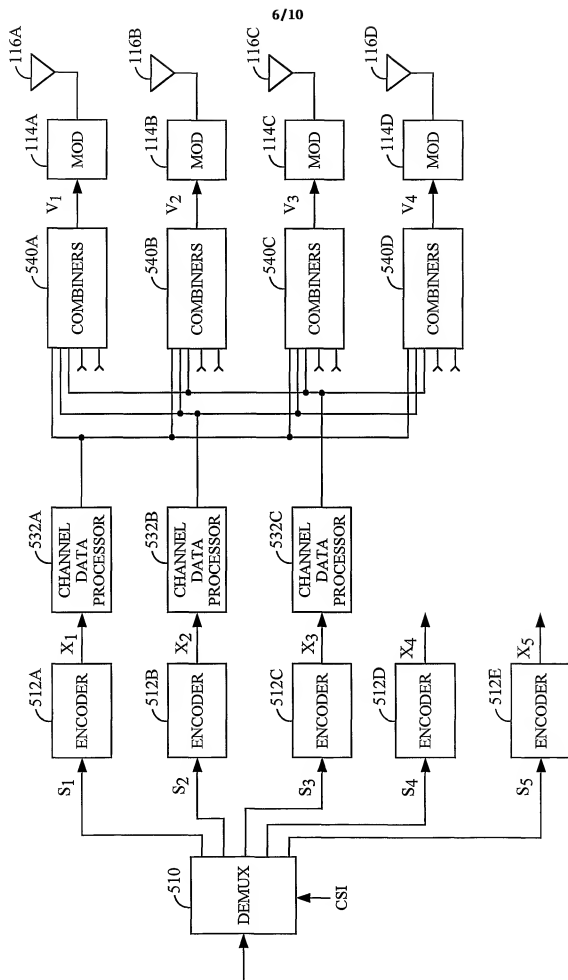 6/10
510
DEMUX
CSI
S1
S2
S3
S4
S5
512A
ENCODER
512B
ENCODER
512C
ENCODER
512D
ENCODER
512E
ENCODER
X1
X2
X3
X4
X5
532A
CHANNEL
DATA
PROCESSOR
532B
CHANNEL
DATA
PROCESSOR
532C
CHANNEL
DATA
PROCESSOR
540A
COMBINERS
540B
COMBINERS
540C
COMBINERS
540D
COMBINERS
V1
V2
V3
V4
114A
MOD
114B
MOD
114C
MOD
114D
MOD
116A
116B
116C
116D